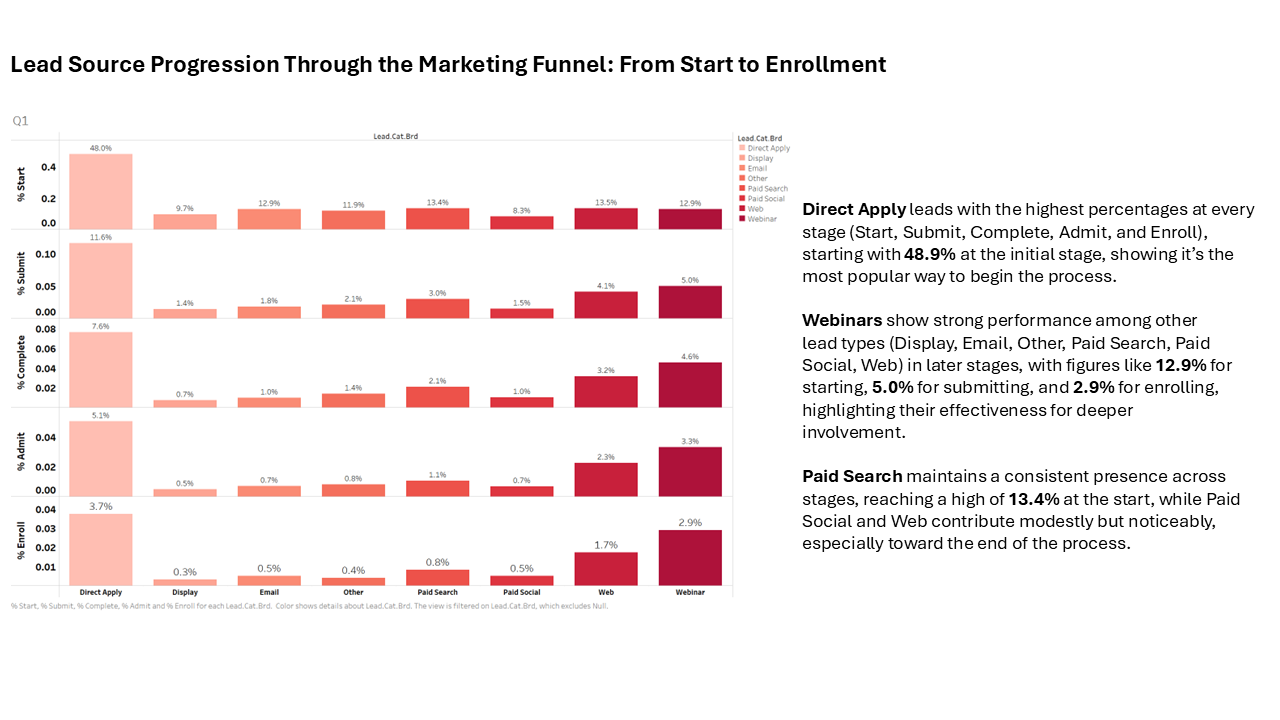 Lead Source Progression Through the Marketing Funnel: From Start to Enrollment
Q1
Lead.Cat.Brd
% Start
0.4
0.2
0.0
48.0%
9.7%
12.9%
11.9%
13.4%
8.3%
13.5%
12.9%
% Submit
0.10
0.05
0.00
11.6%
1.4%
1.8%
2.1%
3.0%
1.5%
4.1%
5.0%
% Complete
0.08
0.06
0.04
0.02
7.6%
0.7%
1.0%
1.4%
2.1%
1.0%
3.2%
4.6%
% Admit
0.04
0.02
0.00
5.1%
0.5%
0.7%
0.8%
1.1%
0.7%
2.3%
3.3%
% Enroll
0.04
0.03
0.02
0.01
3.7%
0.3%
0.5%
0.4%
0.8%
0.5%
1.7%
2.9%
Direct Apply
Display
Email
Other
Paid Search
Paid Social
Web
Webinar
% Start, % Submit, % Complete, % Admit and % Enroll for each Lead.Cat.Brd. Color shows details about Lead.Cat.Brd. The view is filtered on Lead.Cat.Brd, which excludes Null.
Lead.Cat.Brd
Direct Apply
Display
Email
Other
Paid Search
Paid Social
Web
Webinar
Direct Apply leads with the highest percentages at every
stage (Start, Submit, Complete, Admit, and Enroll),
starting with 48.9% at the initial stage, showing it’s the
most popular way to begin the process.
Webinars show strong performance among other
lead types (Display, Email, Other, Paid Search, Paid
Social, Web) in later stages, with figures like 12.9% for
starting, 5.0% for submitting, and 2.9% for enrolling,
highlighting their effectiveness for deeper
involvement.
Paid Search maintains a consistent presence across
stages, reaching a high of 13.4% at the start, while Paid
Social and Web contribute modestly but noticeably,
especially toward the end of the process.